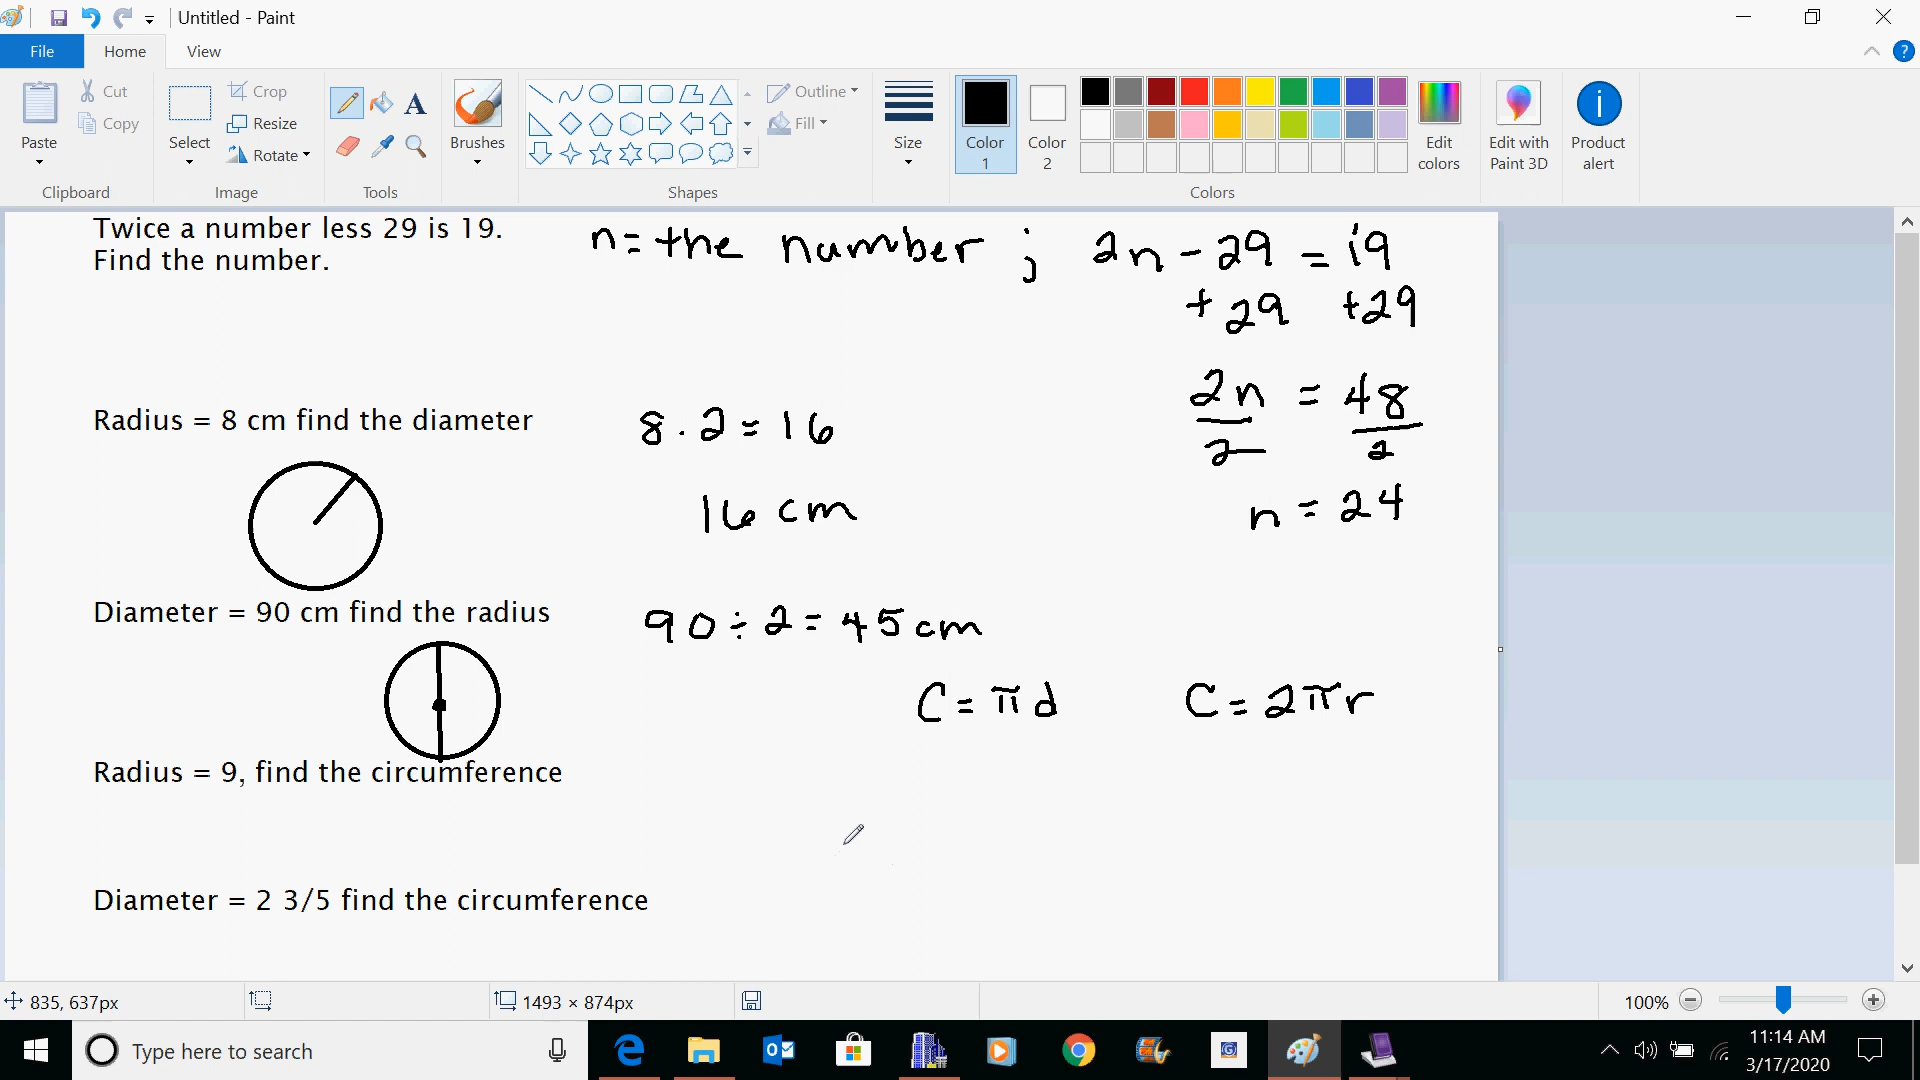 Untitled - Paint
File Home View
Paste
Cut
Copy
Clipboard
Select
Crop
Resize
Rotate
Image
A
Tools
Brushes
Outline
Fill
Shapes
Size
Color 1
Color 2
Edit colors
Colors
Edit with Paint 3D
Product alert
Twice a number less 29 is 19.
Find the number.
n = the number ; 2n - 29 = 19
+ 29 +29
2n = 48
2 2
n = 24
Radius = 8 cm find the diameter
8 . 2 = 16
16 cm
Diameter = 90 cm find the radius
90 ÷ 2 = 45 cm
C = π d C = 2 π r
Radius = 9, find the circumference
Diameter = 2 3/5 find the circumference
835, 637px
1493 × 874px
100%
Type here to search
11:14 AM
3/17/2020